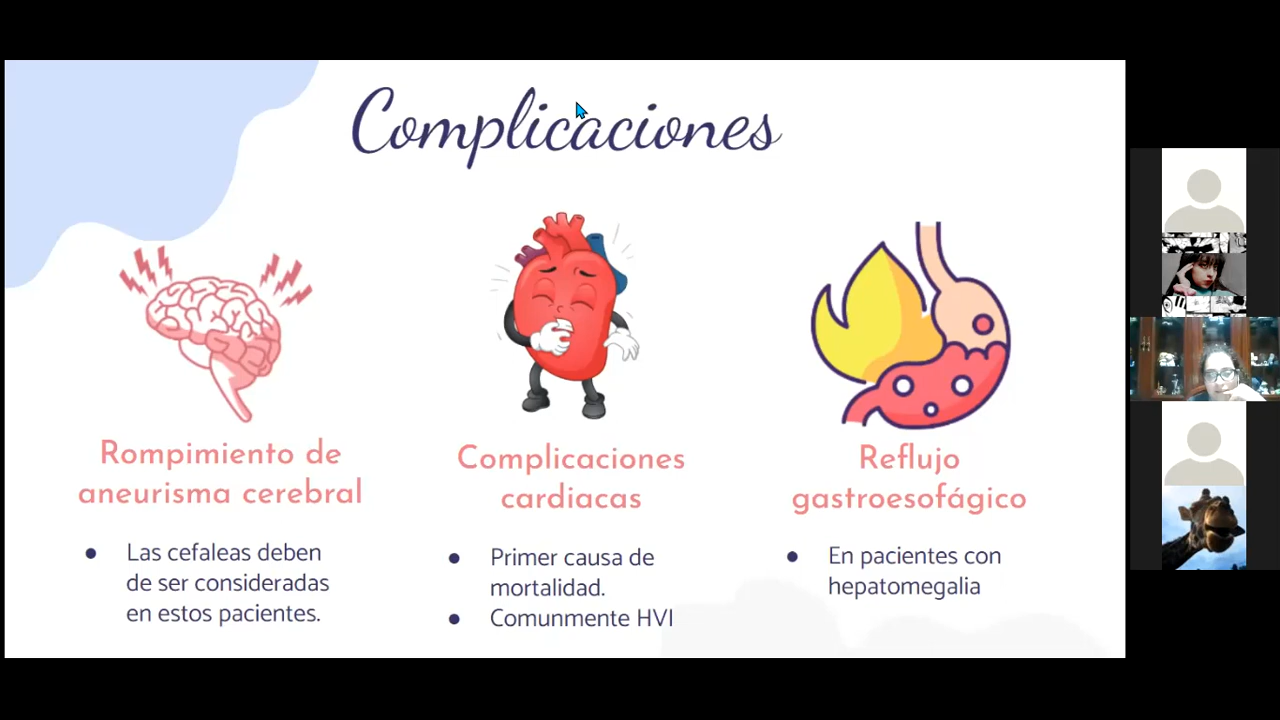 Complicaciones
Rompimiento de
aneurisma cerebral
Las cefaleas deben
de ser consideradas
en estos pacientes.
Complicaciones
cardiacas
Primer causa de
mortalidad.
Comunmente HVI
Reflujo
gastroesofágico
En pacientes con
hepatomegalia